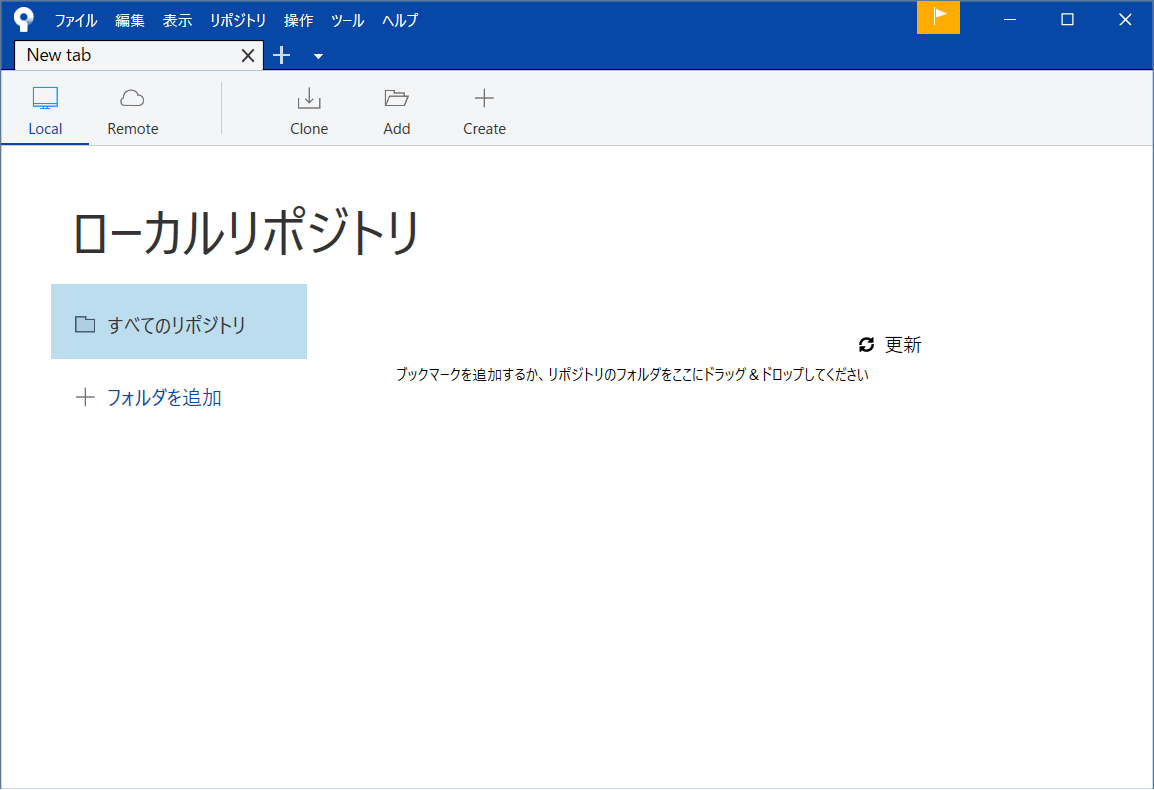 ファイル 編集 表示 リポジトリ 操作 ツール ヘルプ
New tab
Local Remote Clone Add Create
ローカルリポジトリ
すべてのリポジトリ
更新
ブックマークを追加するか、リポジトリのフォルダをここにドラッグ＆ドロップしてください
フォルダを追加